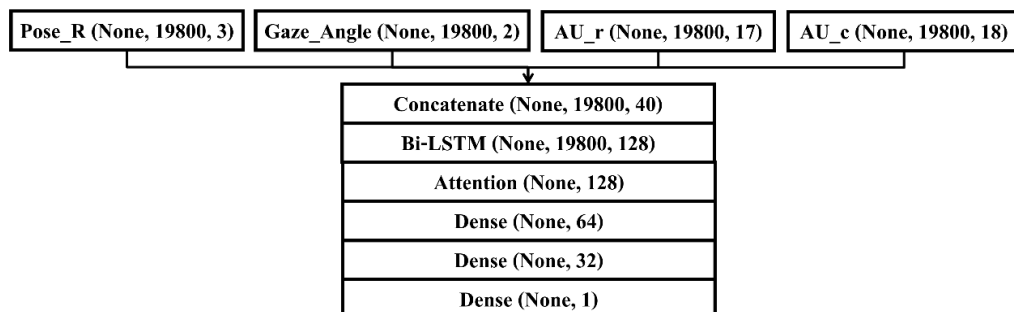 Pose_R (None, 19800, 3) Gaze_Angle (None, 19800, 2) AU_r (None, 19800, 17) AU_c (None, 19800, 18)
Concatenate (None, 19800, 40)
Bi-LSTM (None, 19800, 128)
Attention (None, 128)
Dense (None, 64)
Dense (None, 32)
Dense (None, 1)